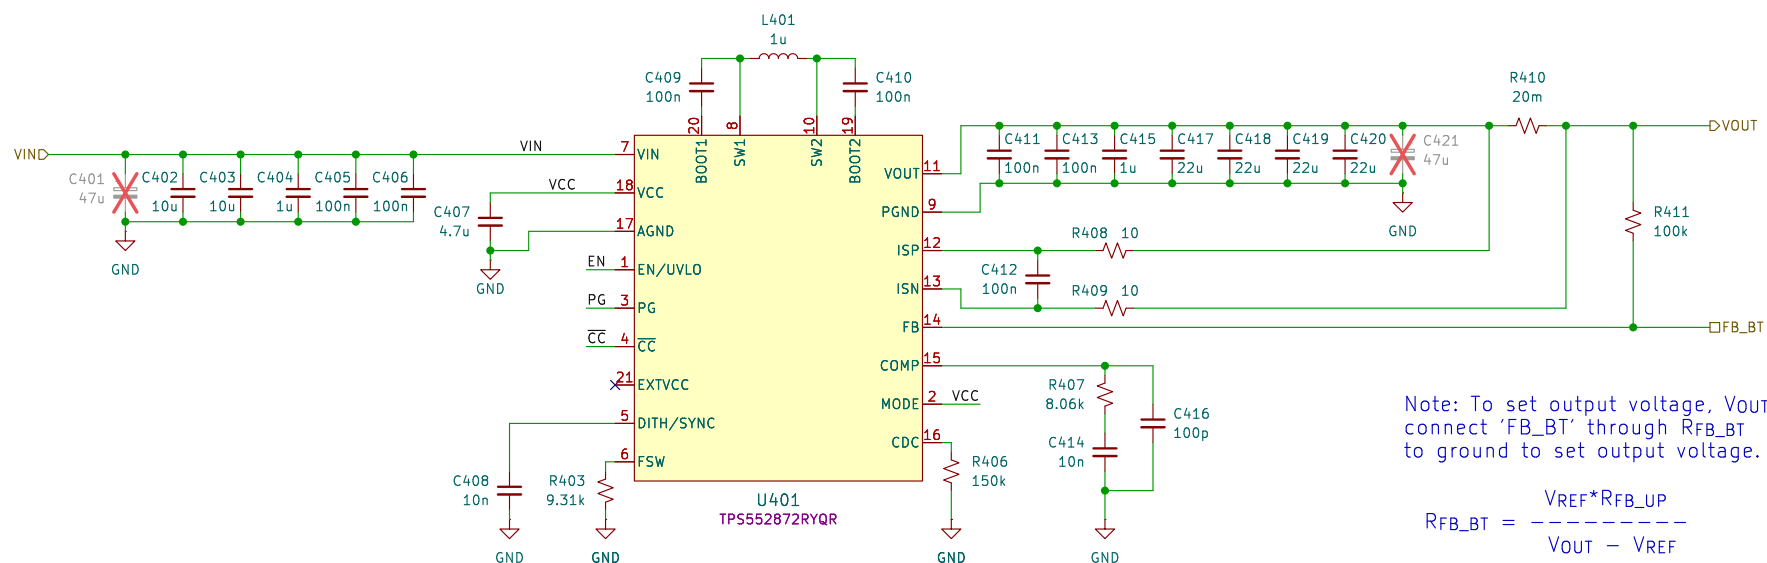 L401
1u
C409
100n
C410
100n
R410
20m
20
8
10
19
BOOT1
SW1
SW2
BOOT2
VIN
VIN
7
VIN
C401
47u
C402
10u
C403
10u
C404
1u
C405
100n
C406
100n
GND
VCC
18
VCC
C407
4.7u
17
AGND
GND
EN
1
EN/UVLO
PG
3
PG
CC
4
CC
21
EXTVCC
5
DITH/SYNC
6
FSW
C408
10n
GND
R403
9.31k
GND
U401
TPS552872RYQR
VOUT
11
PGND
9
ISP
12
ISN
13
FB
14
COMP
15
MODE
2
VCC
CDC
16
C411
100n
C413
100n
C415
1u
C417
22u
C418
22u
C419
22u
C420
22u
C421
47u
GND
VOUT
R411
100k
R408 10
C412
100n
R409 10
FB_BT
R407
8.06k
C414
10n
C416
100p
GND
R406
150k
GND
Note: To set output voltage, VOUT
connect 'FB_BT' through RFB_BT
to ground to set output voltage.
VREF*RFB_UP
RFB_BT = ---------
VOUT - VREF